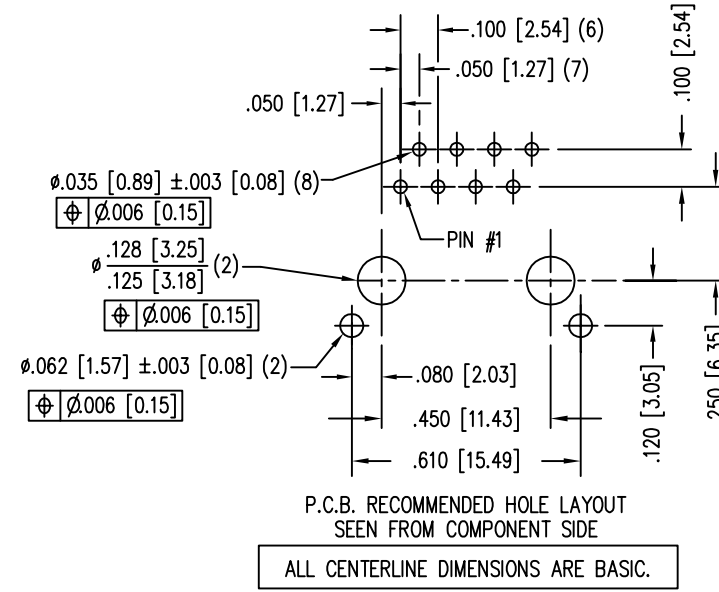 .100 [2.54] (6)
.050 [1.27] (7)
.100 [2.54]
.050 [1.27]
ø.035 [0.89] ±.003 [0.08] (8)
⌖ Ø.006 [0.15]
PIN #1
ø .128 [3.25]
.125 [3.18] (2)
⌖ Ø.006 [0.15]
ø.062 [1.57] ±.003 [0.08] (2)
⌖ Ø.006 [0.15]
.080 [2.03]
.450 [11.43]
.610 [15.49]
.120 [3.05]
.250 [6.35]
P.C.B. RECOMMENDED HOLE LAYOUT
SEEN FROM COMPONENT SIDE
ALL CENTERLINE DIMENSIONS ARE BASIC.